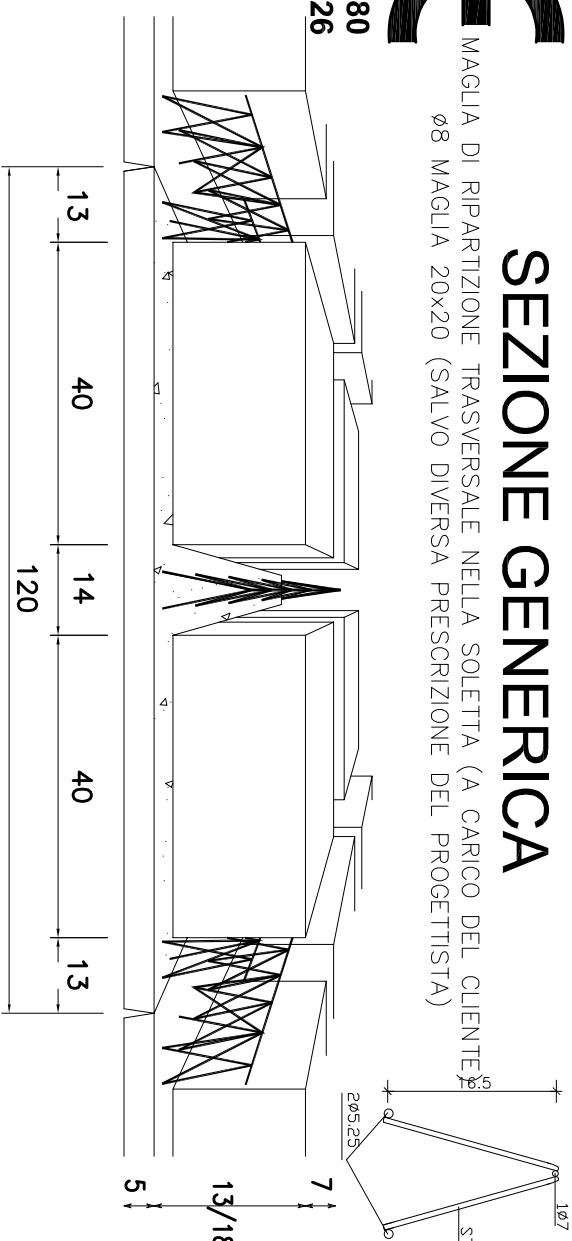 SEZIONE GENERICA
MAGLIA DI RIPARTIZIONE TRASVERSALE NELLA SOLETTA (A CARICO DEL CLIENTE)
Ø8 MAGLIA 20x20 (SALVO DIVERSA PRESCRIZIONE DEL PROGETTISTA)
80
26
16.5
1Ø7
2Ø5.25
7
13/18
5
13
40
14
40
13
120